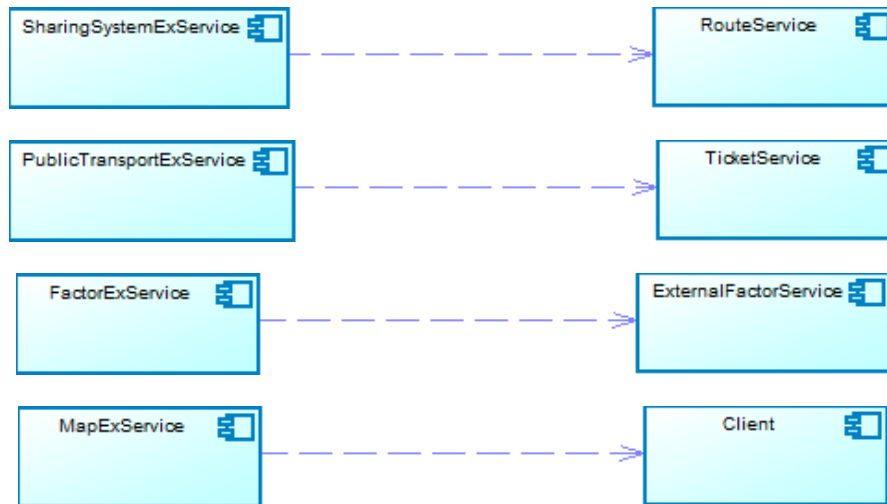 SharingSystemExService
RouteService
PublicTransportExService
TicketService
FactorExService
ExternalFactorService
MapExService
Client